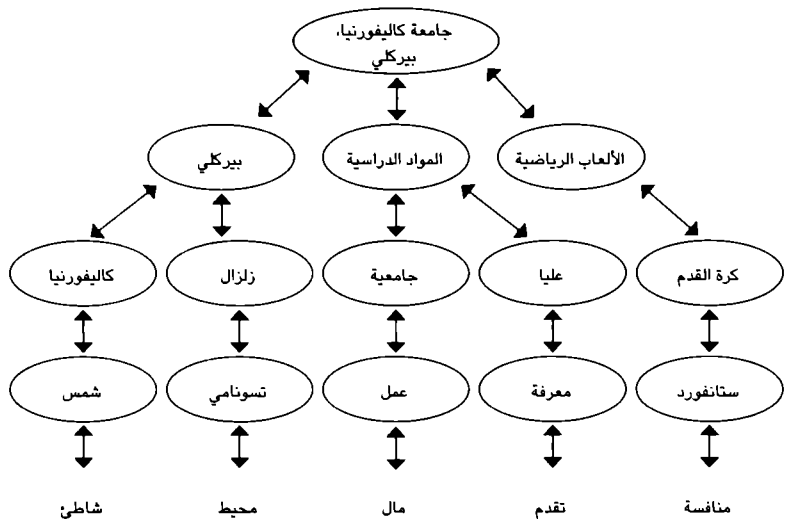 جامعة كاليفورنيا،
بيركلي
الألعاب الرياضية
المواد الدراسية
بيركلي
كرة القدم
عليا
جامعية
زلزال
كاليفورنيا
ستانفورد
معرفة
عمل
تسونامي
شمس
منافسة
تقدم
مال
محيط
شاطئ